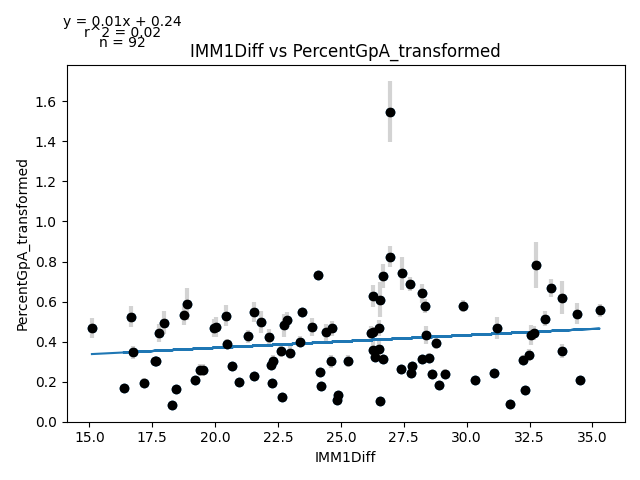 y = 0.01x + 0.24
r^2 = 0.02
n = 92
IMM1Diff vs PercentGpA_transformed
PercentGpA_transformed
1.6
1.4
1.2
1.0
0.8
0.6
0.4
0.2
0.0
15.0 17.5 20.0 22.5 25.0 27.5 30.0 32.5 35.0
IMM1Diff